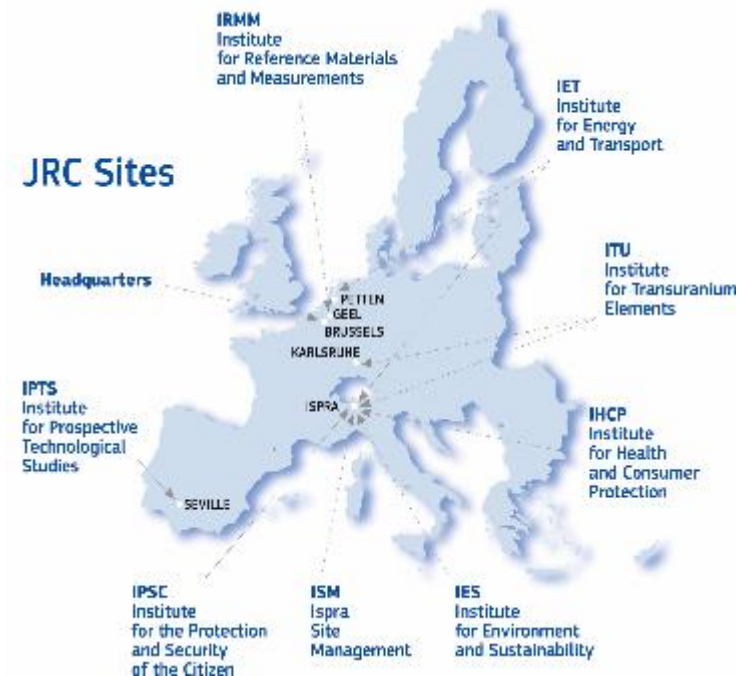 IRMM
Institute
for Reference Materials
and Measurements
IET
Institute
for Energy
and Transport
JRC Sites
ITU
Institute
for Transuranium
Elements
Headquarters
PETTEN
GEEL
BRUSSELS
KARLSRUHE
IPTS
Institute
for Prospective
Technological
Studies
ISPRA
IHCP
Institute
for Health
and Consumer
Protection
SEVILLE
IPSC
Institute
for the Protection
and Security
of the Citizen
ISM
Ispra
Site
Management
IES
Institute
for Environment
and Sustainability